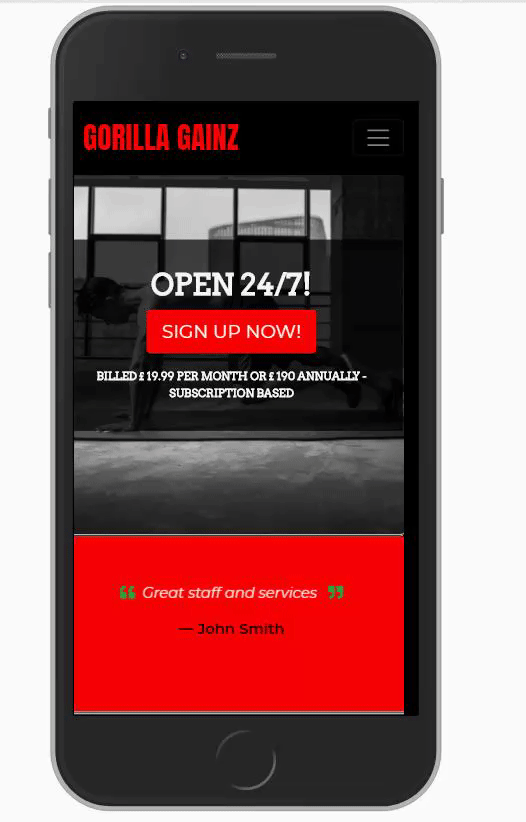 GORILLA GAINZ
OPEN 24/7!
SIGN UP NOW!
BILLED £ 19.99 PER MONTH OR £ 190 ANNUALLY -
SUBSCRIPTION BASED
❝ Great staff and services ❞
— John Smith